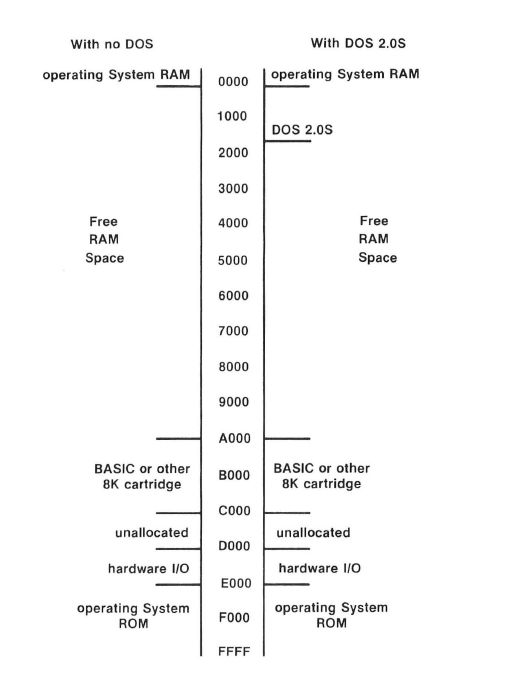 With no DOS With DOS 2.0S
operating System RAM 0000 operating System RAM
1000
DOS 2.0S
2000
3000
Free 4000 Free
RAM RAM
Space 5000 Space
6000
7000
8000
9000
A000
BASIC or other B000 BASIC or other
8K cartridge 8K cartridge
C000
unallocated unallocated
D000
hardware I/O hardware I/O
E000
operating System F000 operating System
ROM ROM
FFFF